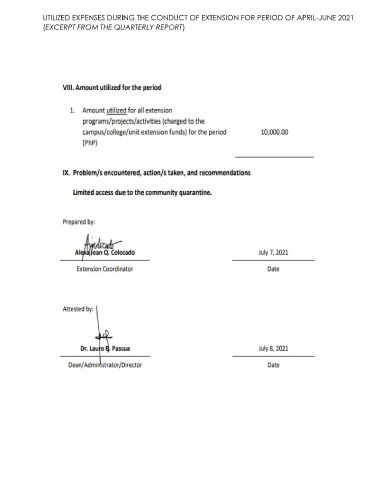 UTILIZED EXPENSES DURING THE CONDUCT OF EXTENSION FOR PERIOD OF APRIL-JUNE 2021
(EXCERPT FROM THE QUARTERLY REPORT)
VIII. Amount utilized for the period
1. Amount utilized for all extension
programs/projects/activities (charged to the
campus/college/unit extension funds) for the period 10,000.00
(PhP)
IX. Problem/s encountered, action/s taken, and recommendations
Limited access due to the community quarantine.
Prepared by:
Alexa Jean Q. Colocado July 7, 2021
Extension Coordinator Date
Attested by:
Dr. Lauro B. Pascua July 8, 2021
Dean/Administrator/Director Date